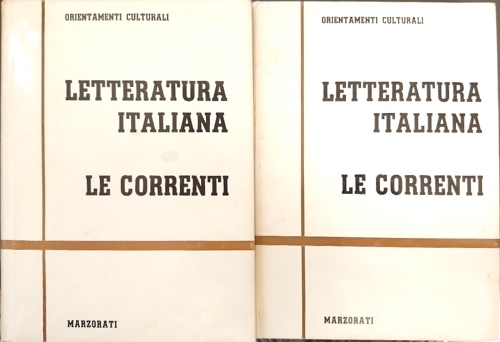 ORIENTAMENTI CULTURALI
LETTERATURA
ITALIANA
LE CORRENTI
MARZORATI
ORIENTAMENTI CULTURALI
LETTERATURA
ITALIANA
LE CORRENTI
MARZORATI